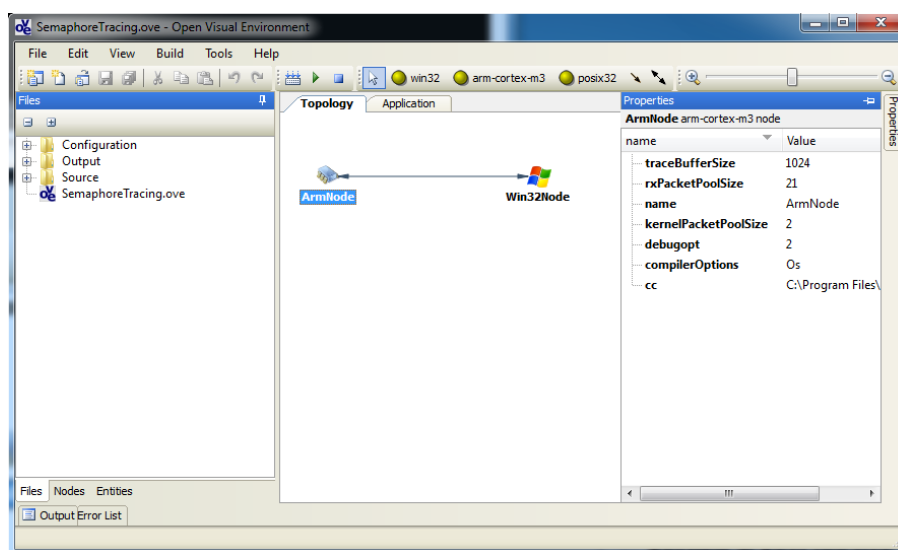 SemaphoreTracing.ove - Open Visual Environment
File Edit View Build Tools Help
win32 arm-cortex-m3 posix32
Files
Topology Application
Properties
Properties
ArmNode arm-cortex-m3 node
name Value
Configuration
Output
Source
SemaphoreTracing.ove
ArmNode
Win32Node
traceBufferSize 1024
rxPacketPoolSize 21
name ArmNode
kernelPacketPoolSize 2
debugopt 2
compilerOptions Os
cc C:\Program Files\
Files Nodes Entities
Output Error List